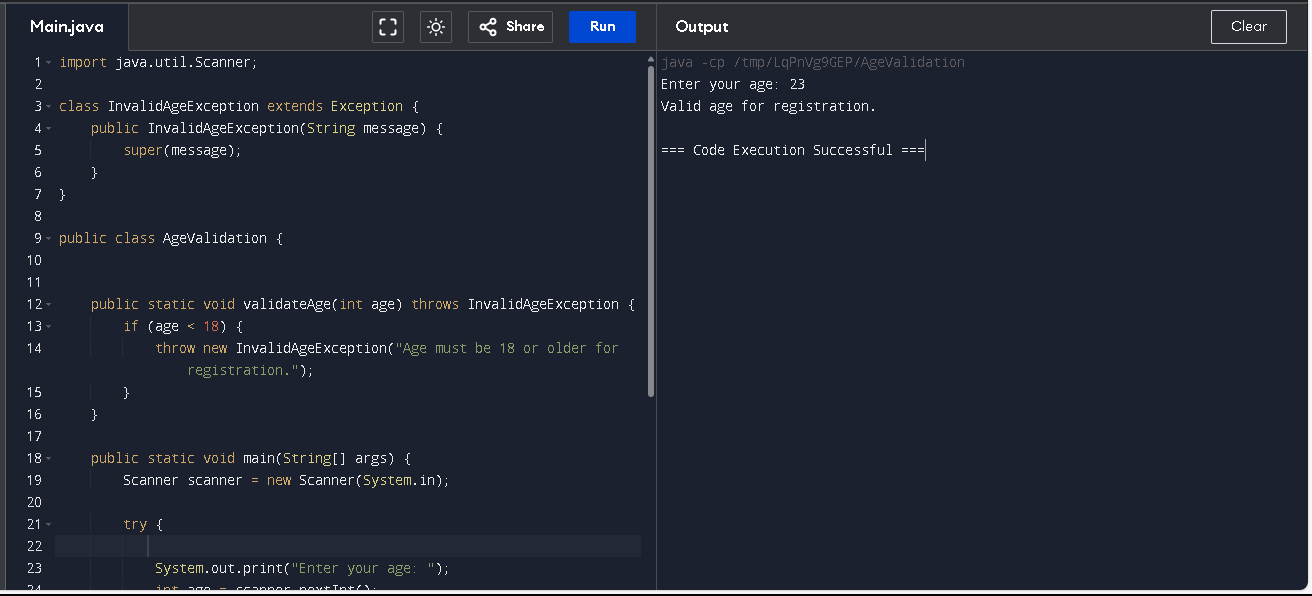 Main.java
Share
Run
Output
Clear
1 import java.util.Scanner;
2
3 class InvalidAgeException extends Exception {
4     public InvalidAgeException(String message) {
5         super(message);
6     }
7 }
8
9 public class AgeValidation {
10
11
12     public static void validateAge(int age) throws InvalidAgeException {
13         if (age < 18) {
14             throw new InvalidAgeException("Age must be 18 or older for
registration.");
15         }
16     }
17
18     public static void main(String[] args) {
19         Scanner scanner = new Scanner(System.in);
20
21         try {
22
23             System.out.print("Enter your age: ");
24             int age = scanner.nextInt();
java -cp /tmp/LqPnVg9GEP/AgeValidation
Enter your age: 23
Valid age for registration.
=== Code Execution Successful ===